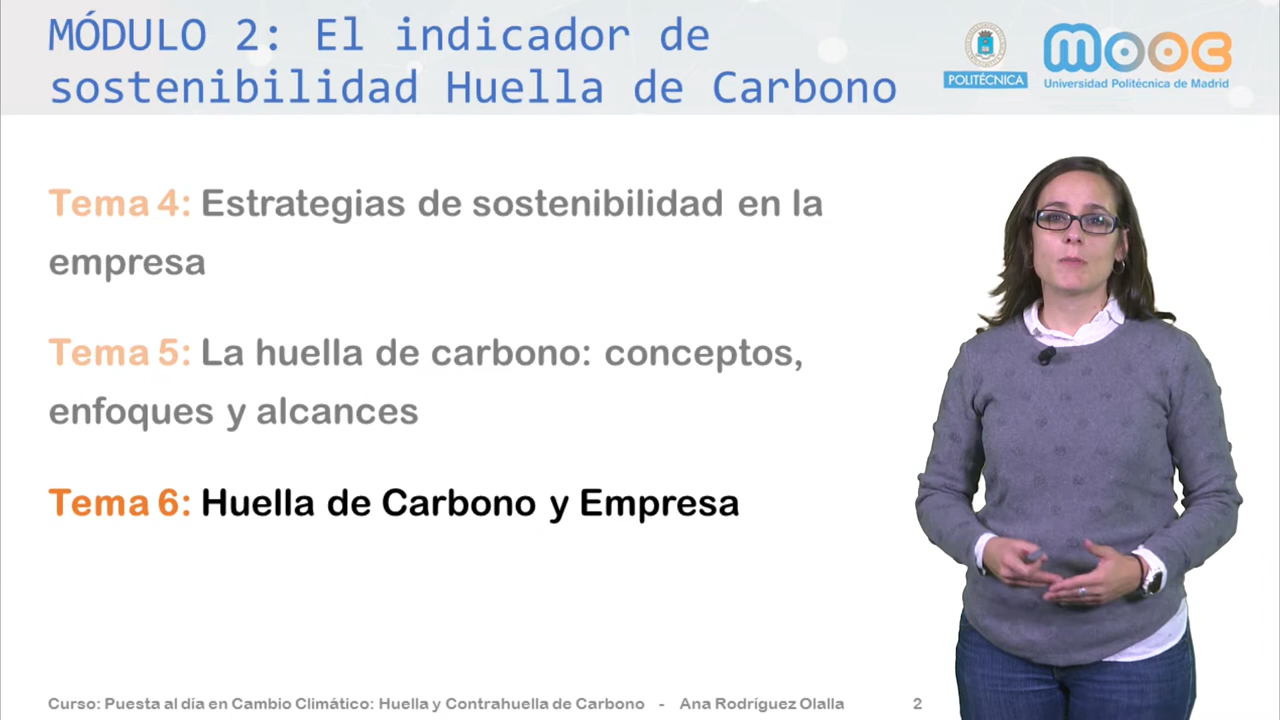 MÓDULO 2: El indicador de
sostenibilidad Huella de Carbono
POLITÉCNICA
mooc
Universidad Politécnica de Madrid
Tema 4: Estrategias de sostenibilidad en la
empresa
Tema 5: La huella de carbono: conceptos,
enfoques y alcances
Tema 6: Huella de Carbono y Empresa
Curso: Puesta al día en Cambio Climático: Huella y Contrahuella de Carbono - Ana Rodríguez Olalla 2